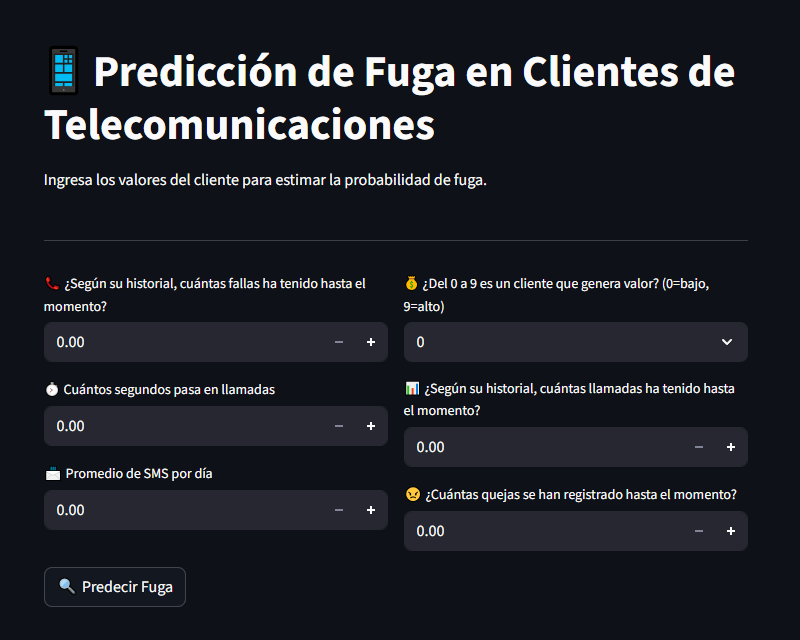 Predicción de Fuga en Clientes de
Telecomunicaciones
Ingresa los valores del cliente para estimar la probabilidad de fuga.
¿Según su historial, cuántas fallas ha tenido hasta el
momento?
0.00
Cuántos segundos pasa en llamadas
0.00
Promedio de SMS por día
0.00
¿Del 0 a 9 es un cliente que genera valor? (0=bajo,
9=alto)
0
¿Según su historial, cuántas llamadas ha tenido hasta
el momento?
0.00
¿Cuántas quejas se han registrado hasta el momento?
0.00
Predecir Fuga